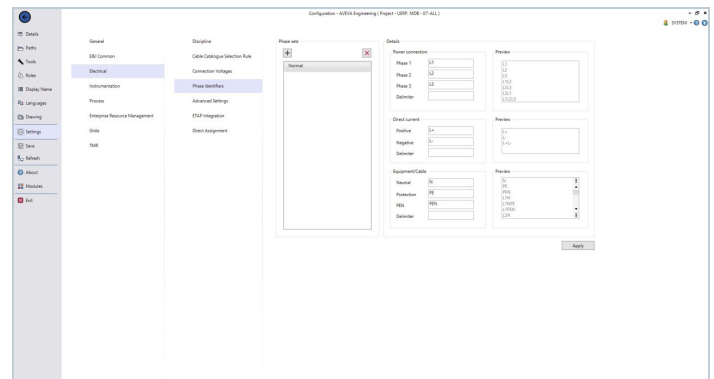 Configuration - AVEVA Engineering ( Project - UERP, MDB - 07-ALL )
SYSTEM
Details
Paths
Tools
Roles
Display Name
Languages
Drawing
Settings
Save
Refresh
About
Modules
Exit
General
EBI Common
Electrical
Instrumentation
Process
Enterprise Resource Management
Grids
TMR
Discipline
Cable Catalogue Selection Rule
Connection Voltages
Phase Identifiers
Advanced Settings
ETAP Integration
Direct Assignment
Phase sets
Normal
Details
Power connection
Phase 1 L1
Phase 2 L2
Phase 3 L3
Delimiter
Preview
L1
L2
L3
L1L2
L2L3
L3L1
L1L2L3
Direct current
Positive L+
Negative L-
Delimiter
Preview
L+
L-
L+L-
Equipment/Cable
Neutral N
Protection PE
PEN PEN
Delimiter
Preview
N
PE
PEN
L1N
L1NPE
L1PEN
L2N
Apply